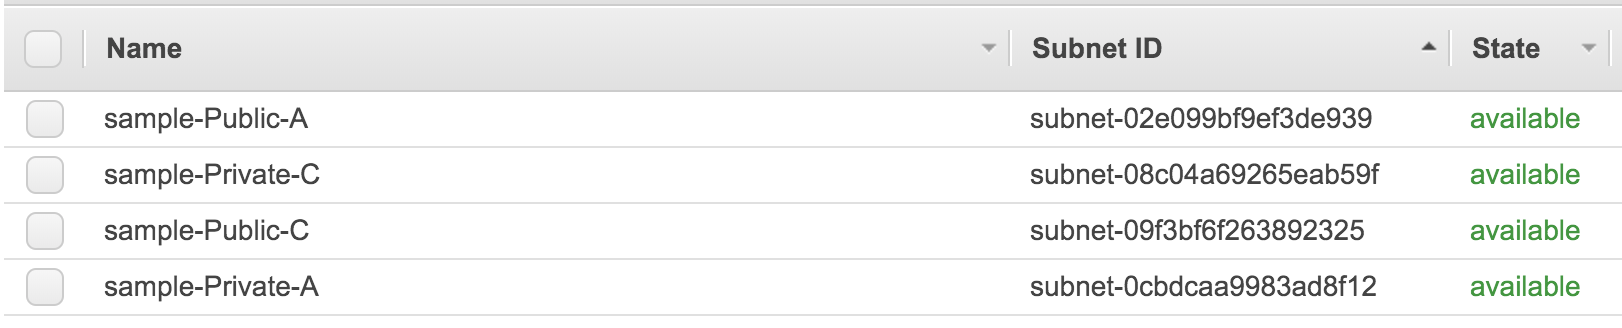 Name Subnet ID State
sample-Public-A subnet-02e099bf9ef3de939 available
sample-Private-C subnet-08c04a69265eab59f available
sample-Public-C subnet-09f3bf6f263892325 available
sample-Private-A subnet-0cbdcaa9983ad8f12 available